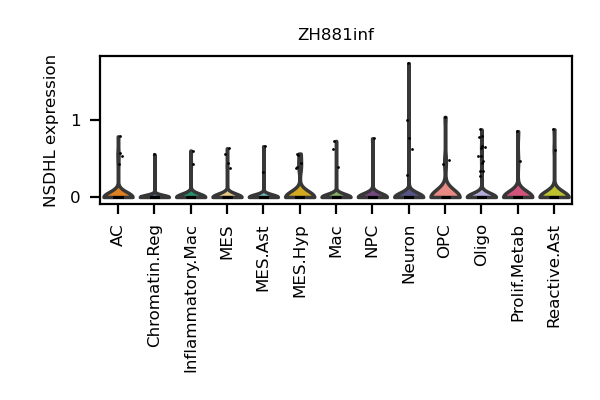 ZH881inf
NSDHL expression
1
0
AC
Chromatin.Reg
Inflammatory.Mac
MES
MES.Ast
MES.Hyp
Mac
NPC
Neuron
OPC
Oligo
Prolif.Metab
Reactive.Ast